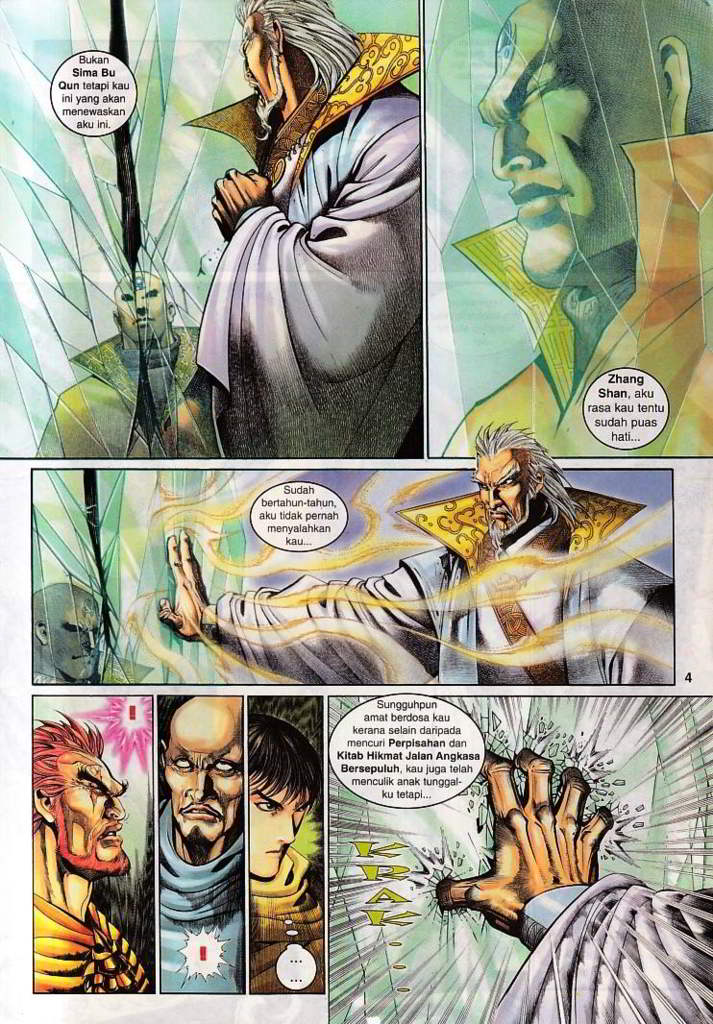 Bukan
Sima Bu
Qun tetapi kau
ini yang akan
menewaskan
aku ini.
Zhang
Shan, aku
rasa kau tentu
sudah puas
hati...
Sudah
bertahun-tahun,
aku tidak pernah
menyalahkan
kau...
4
!
!
...
...
Sungguhpun
amat berdosa kau
kerana selain daripada
mencuri Perpisahan dan
Kitab Hikmat Jalan Angkasa
Bersepuluh, kau juga telah
menculik anak tunggal-
ku tetapi...
KRAK...